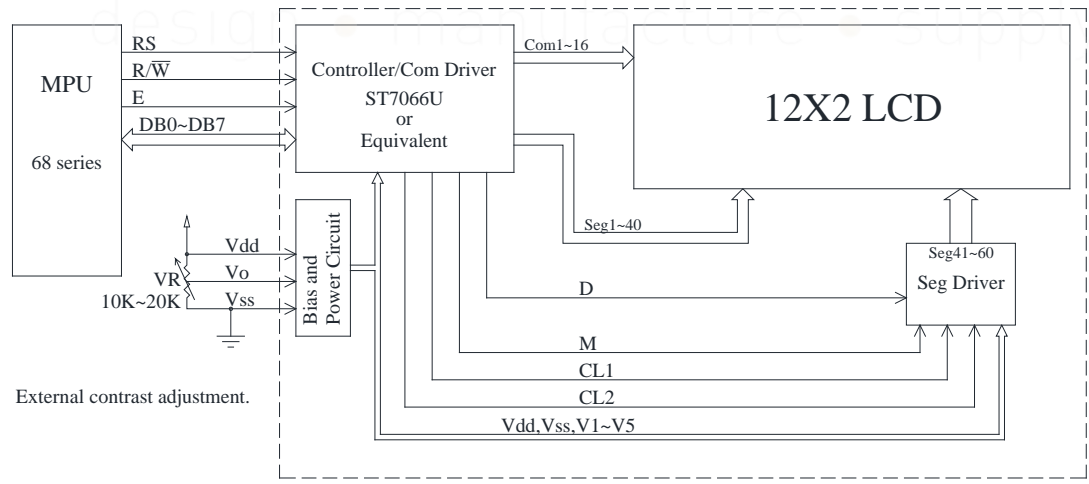 design • manufacture • supply
MPU
68 series
RS
R/W̅
E
DB0~DB7
Controller/Com Driver
ST7066U
or
Equivalent
Com1~16
12X2 LCD
Seg1~40
Seg41~60
Seg Driver
Vdd
Vo
Vss
VR
10K~20K
Bias and
Power Circuit
D
M
CL1
CL2
Vdd,Vss,V1~V5
External contrast adjustment.